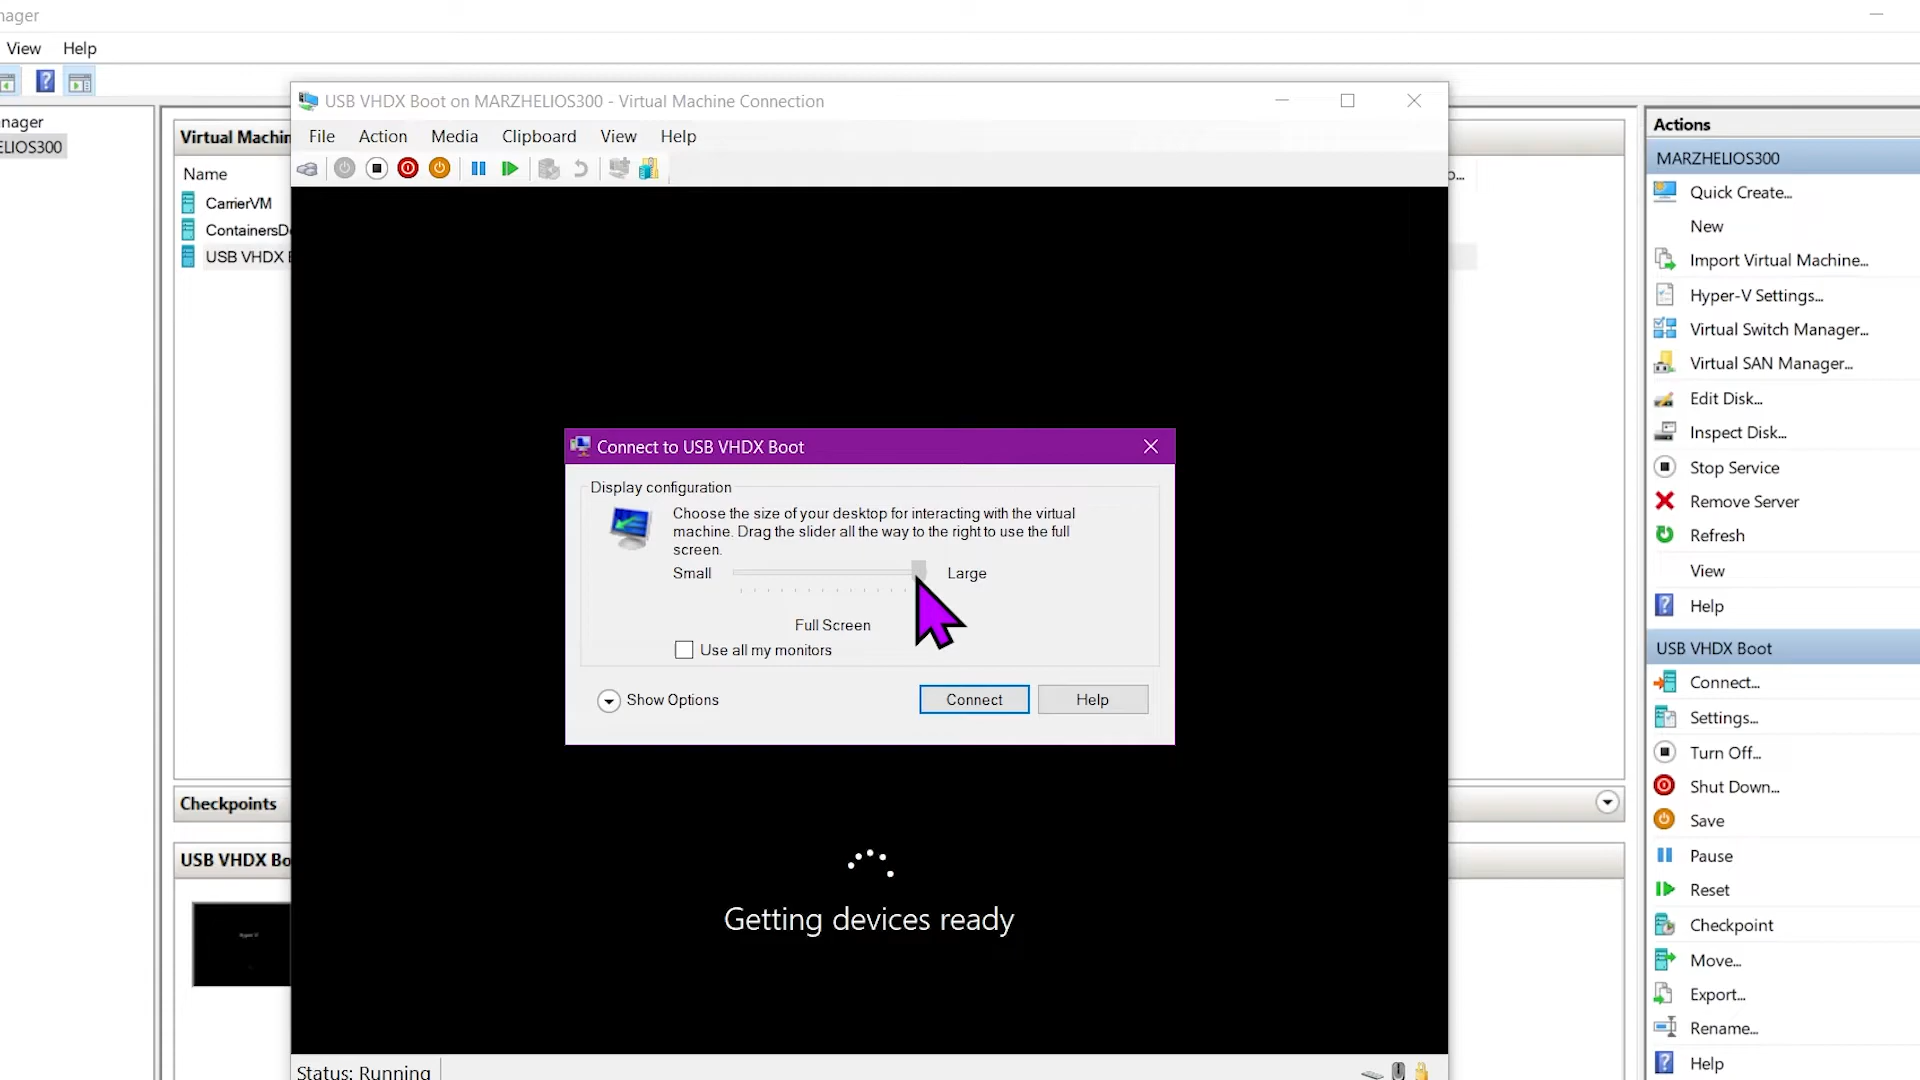 View Help
ELIOS300
Virtual Machin
Name
CarrierVM
ContainersD
USB VHDX
Checkpoints
USB VHDX Bo
USB VHDX Boot on MARZHELIOS300 - Virtual Machine Connection
File Action Media Clipboard View Help
Connect to USB VHDX Boot
Display configuration
Choose the size of your desktop for interacting with the virtual
machine. Drag the slider all the way to the right to use the full
screen.
Small Large
Full Screen
Use all my monitors
Show Options Connect Help
Getting devices ready
Status: Running
Actions
MARZHELIOS300
Quick Create...
New
Import Virtual Machine...
Hyper-V Settings...
Virtual Switch Manager...
Virtual SAN Manager...
Edit Disk...
Inspect Disk...
Stop Service
Remove Server
Refresh
View
Help
USB VHDX Boot
Connect...
Settings...
Turn Off...
Shut Down...
Save
Pause
Reset
Checkpoint
Move...
Export...
Rename...
Help